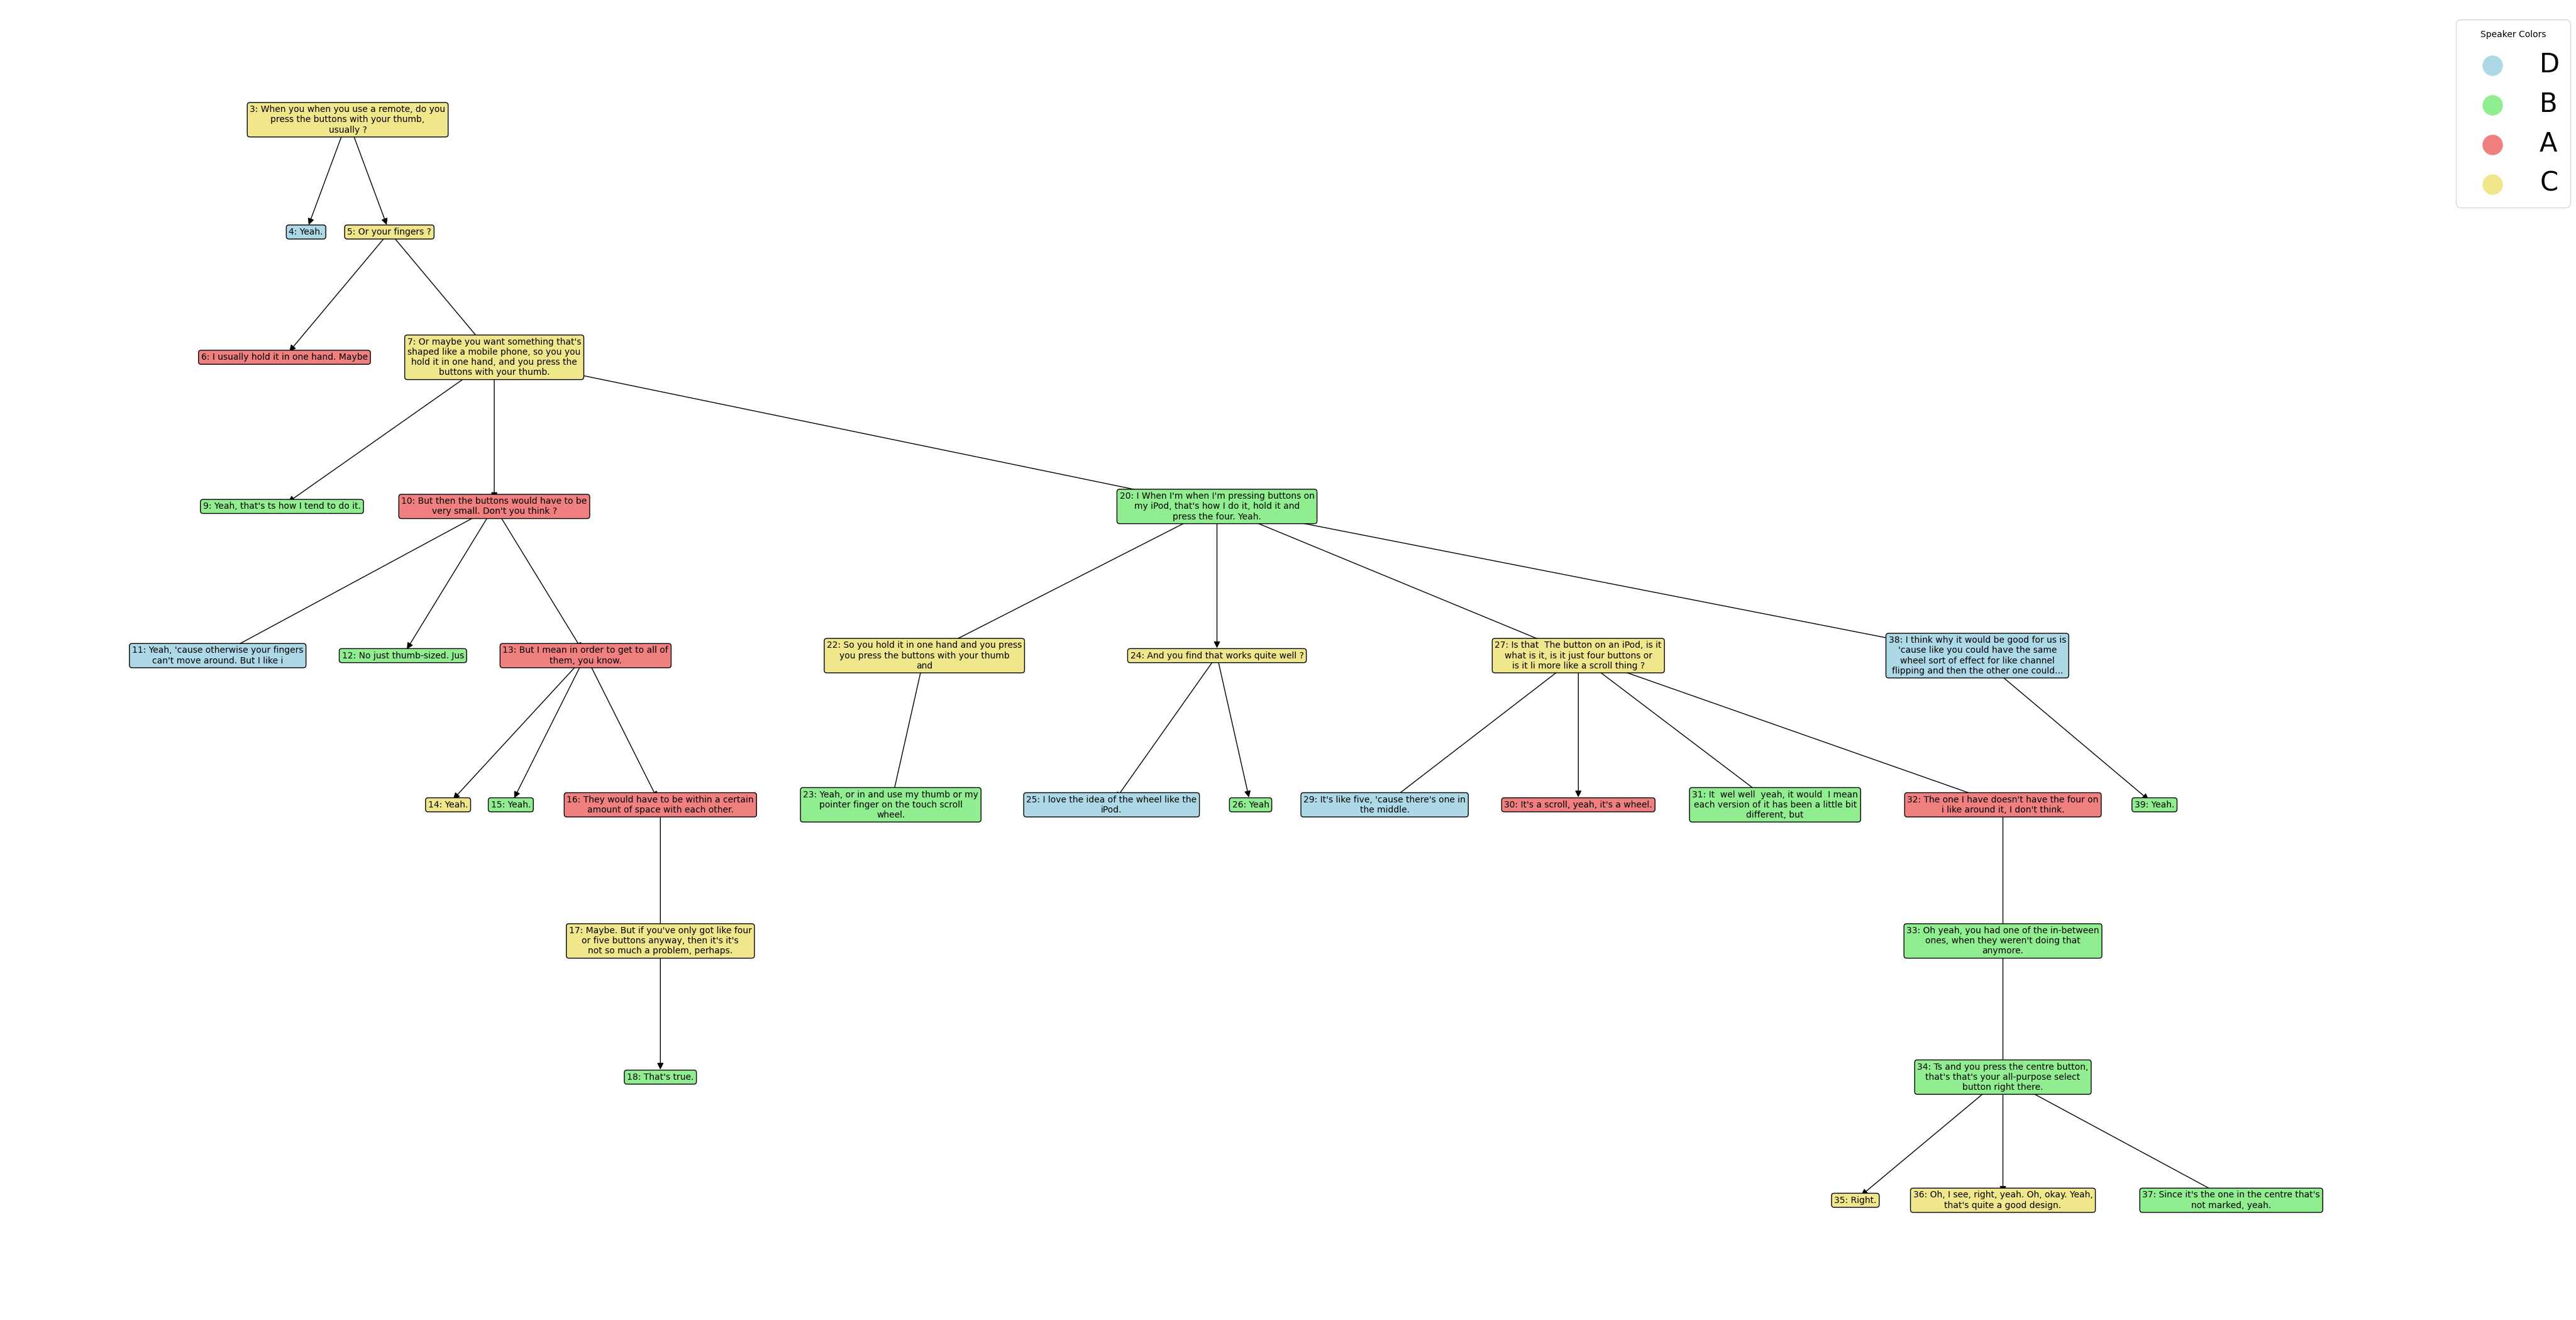 Speaker Colors
D
B
A
C
3: When you when you use a remote, do you
press the buttons with your thumb,
usually ?
4: Yeah.
5: Or your fingers ?
6: I usually hold it in one hand. Maybe
7: Or maybe you want something that's
shaped like a mobile phone, so you you
hold it in one hand, and you press the
buttons with your thumb.
9: Yeah, that's ts how I tend to do it.
10: But then the buttons would have to be
very small. Don't you think ?
20: I When I'm when I'm pressing buttons on
my iPod, that's how I do it, hold it and
press the four. Yeah.
11: Yeah, 'cause otherwise your fingers
can't move around. But I like i
12: No just thumb-sized. Jus
13: But I mean in order to get to all of
them, you know.
22: So you hold it in one hand and you press
you press the buttons with your thumb
and
24: And you find that works quite well ?
27: Is that  The button on an iPod, is it
what is it, is it just four buttons or
is it li more like a scroll thing ?
38: I think why it would be good for us is
'cause like you could have the same
wheel sort of effect for like channel
flipping and then the other one could...
14: Yeah.
15: Yeah.
16: They would have to be within a certain
amount of space with each other.
23: Yeah, or in and use my thumb or my
pointer finger on the touch scroll
wheel.
25: I love the idea of the wheel like the
iPod.
26: Yeah
29: It's like five, 'cause there's one in
the middle.
30: It's a scroll, yeah, it's a wheel.
31: It  wel well  yeah, it would  I mean
each version of it has been a little bit
different, but
32: The one I have doesn't have the four on
i like around it, I don't think.
39: Yeah.
17: Maybe. But if you've only got like four
or five buttons anyway, then it's it's
not so much a problem, perhaps.
33: Oh yeah, you had one of the in-between
ones, when they weren't doing that
anymore.
18: That's true.
34: Ts and you press the centre button,
that's that's your all-purpose select
button right there.
35: Right.
36: Oh, I see, right, yeah. Oh, okay. Yeah,
that's quite a good design.
37: Since it's the one in the centre that's
not marked, yeah.